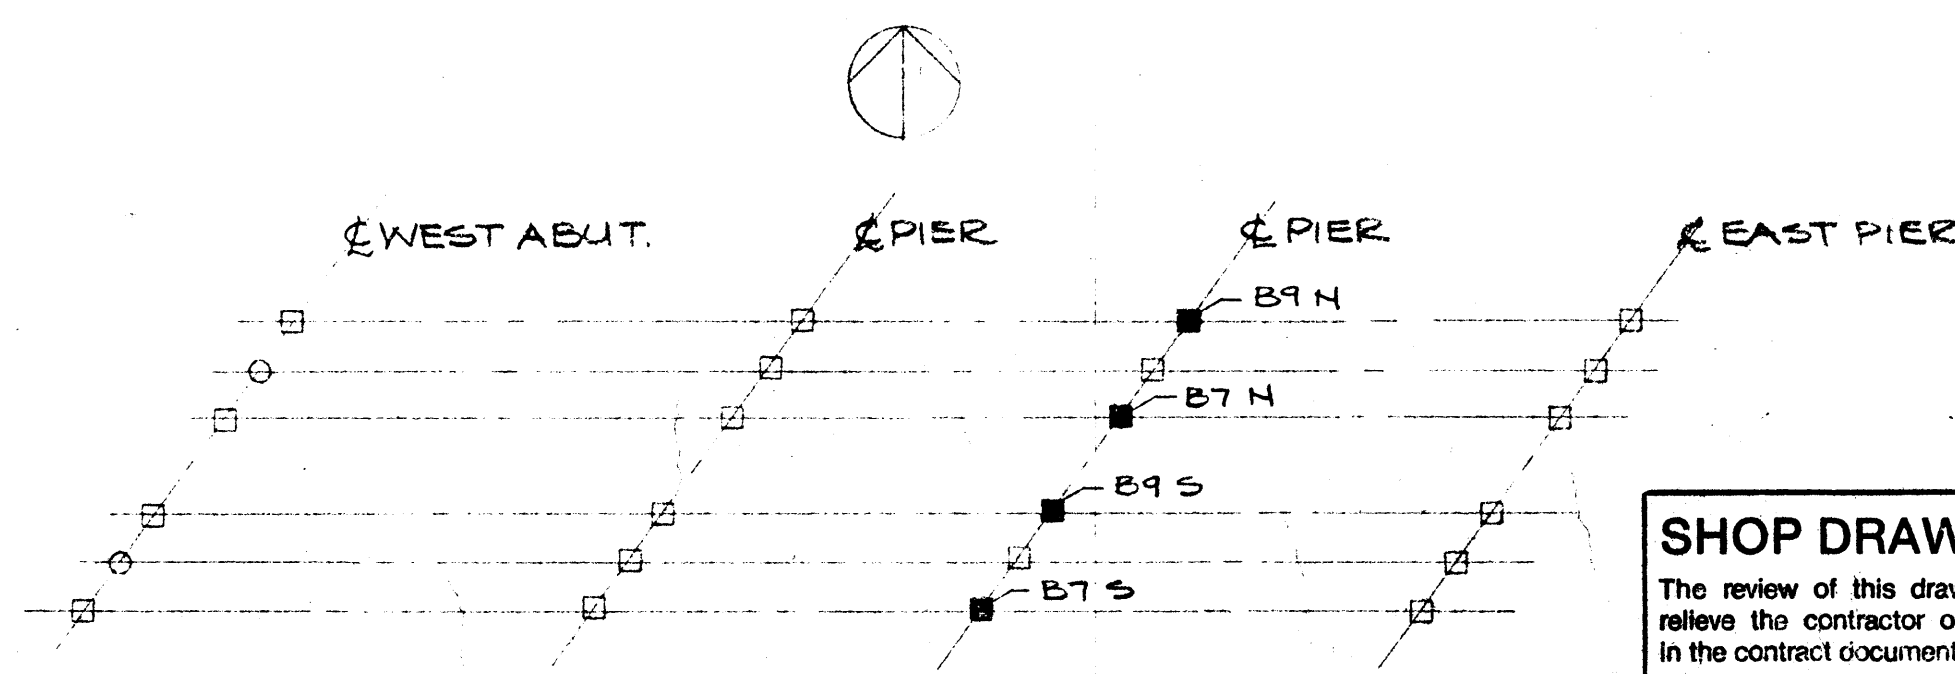 ℄ WEST ABUT.
℄ PIER
℄ PIER
℄ EAST PIER
B9 N
B7 N
B9 S
B7 S
SHOP DRAW
The review of this draw
relieve the contractor o
in the contract document